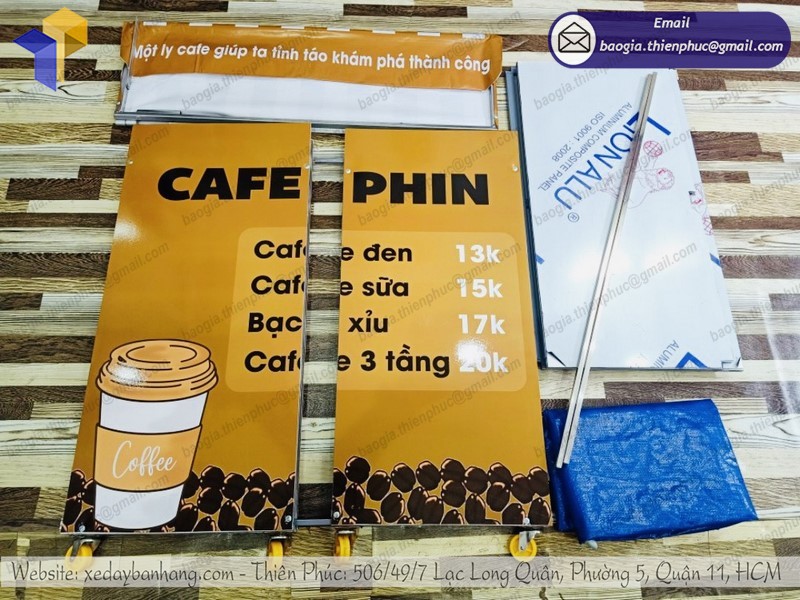 Email
baogia.thienphuc@gmail.com
Một ly cafe giúp ta tỉnh táo khám phá thành công
LIONALU®
ALUMINUM COMPOSITE PANEL
ISO 9001 : 2008
CAFE PHIN
Cafe đen 13k
Cafe sữa 15k
Bạc xỉu 17k
Cafe 3 tầng 20k
Coffee
Website: xedaybanhang.com - Thiên Phúc: 506/49/7 Lạc Long Quân, Phường 5, Quận 11, HCM